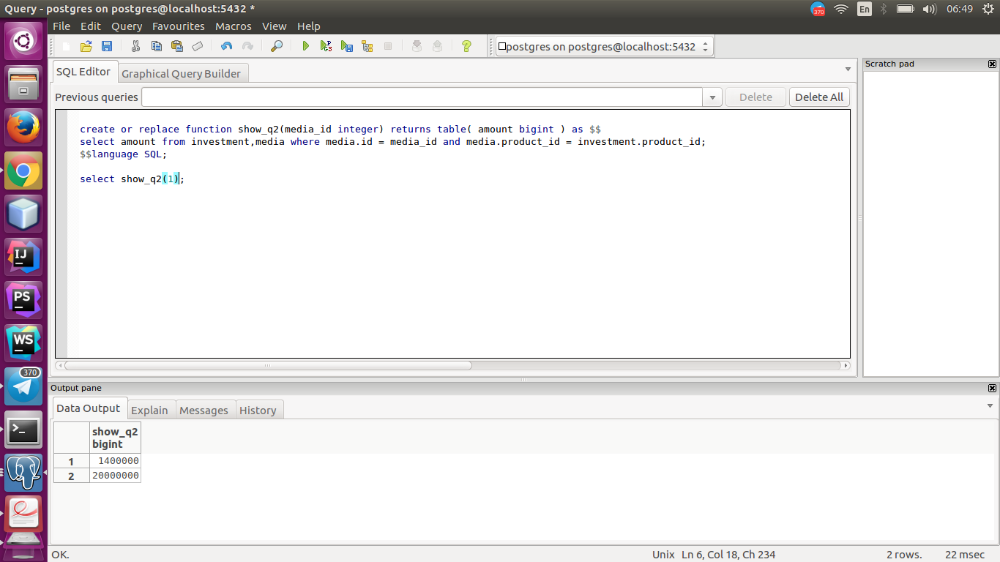 Query - postgres on postgres@localhost:5432 *
370
En
06:49
File Edit Query Favourites Macros View Help
postgres on postgres@localhost:5432
SQL Editor
Graphical Query Builder
Scratch pad
Previous queries
Delete
Delete All
create or replace function show_q2(media_id integer) returns table( amount bigint ) as $$
select amount from investment,media where media.id = media_id and media.product_id = investment.product_id;
$$language SQL;
select show_q2(1);
IJ
PS
WS
370
Output pane
Data Output
Explain
Messages
History
show_q2
bigint
1 1400000
2 20000000
OK.
Unix Ln 6, Col 18, Ch 234
2 rows.
22 msec